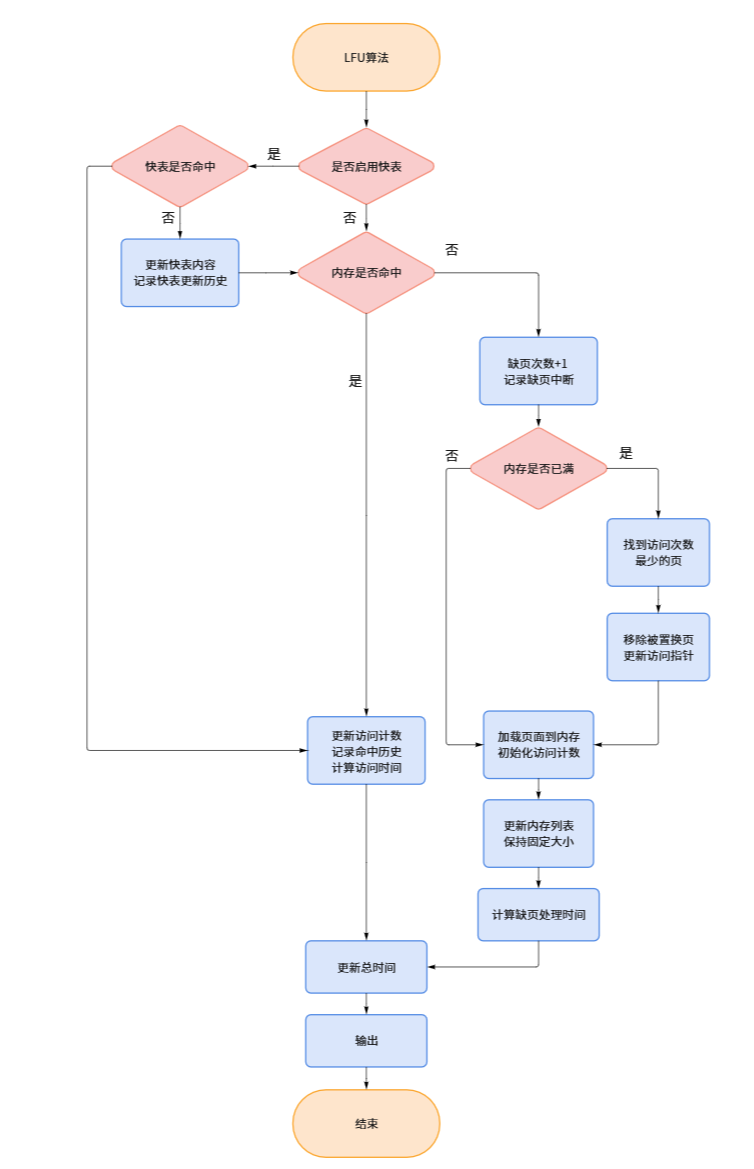 LFU算法
是
快表是否命中
是否启用快表
否
否
更新快表内容
记录快表更新历史
内存是否命中
否
缺页次数+1
记录缺页中断
是
否
内存是否已满
是
找到访问次数
最少的页
移除被置换页
更新访问指针
更新访问计数
记录命中历史
计算访问时间
加载页面到内存
初始化访问计数
更新内存列表
保持固定大小
计算缺页处理时间
更新总时间
输出
结束